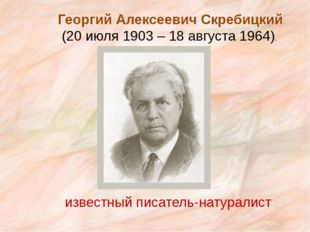 Георгий Алексеевич Скребицкий
(20 июля 1903 – 18 августа 1964).
известный писатель-натуралист